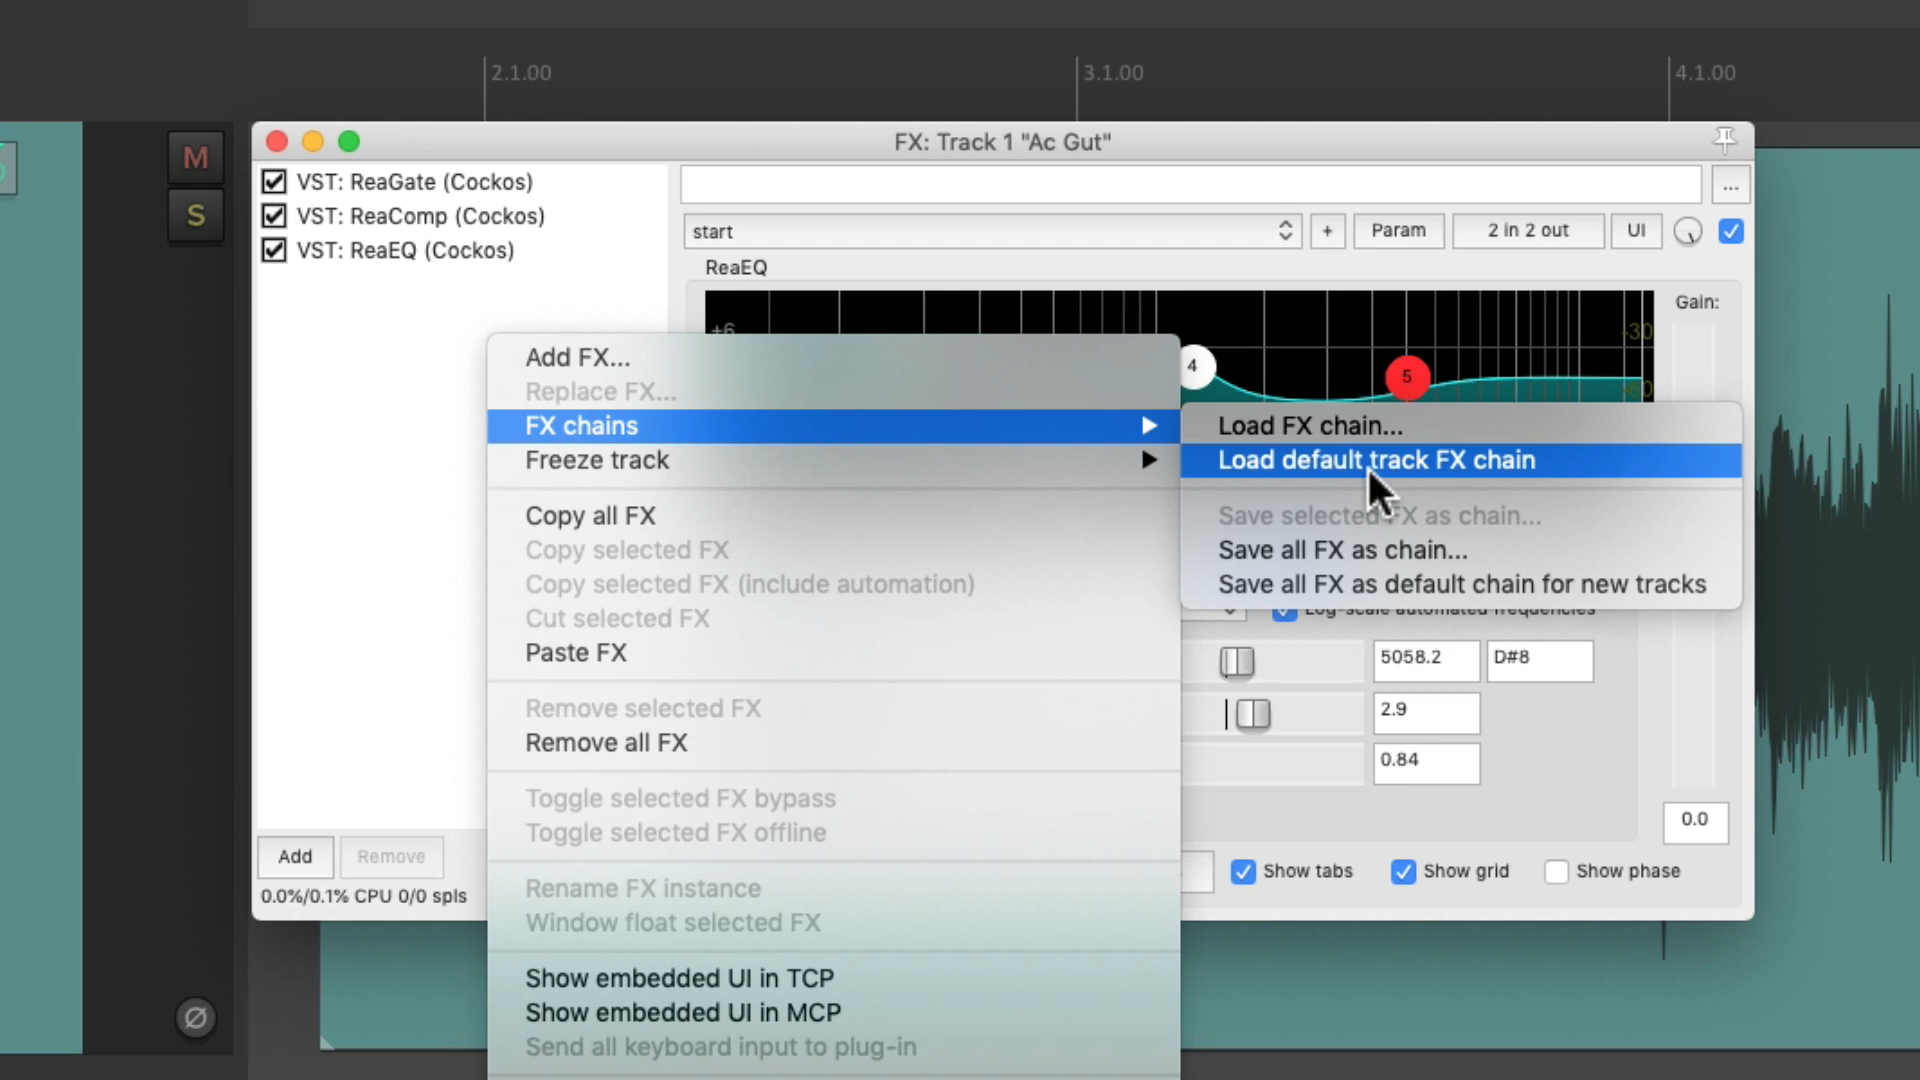 2.1.00
3.1.00
4.1.00
FX: Track 1 "Ac Gut"
M
S
VST: ReaGate (Cockos)
VST: ReaComp (Cockos)
VST: ReaEQ (Cockos)
...
start
+
Param
2 in 2 out
UI
ReaEQ
Gain:
+6
-30
-60
4
5
Add FX...
Replace FX...
FX chains
Freeze track
Copy all FX
Copy selected FX
Copy selected FX (include automation)
Cut selected FX
Paste FX
Remove selected FX
Remove all FX
Toggle selected FX bypass
Toggle selected FX offline
Rename FX instance
Window float selected FX
Show embedded UI in TCP
Show embedded UI in MCP
Send all keyboard input to plug-in
Load FX chain...
Load default track FX chain
Save selected FX as chain...
Save all FX as chain...
Save all FX as default chain for new tracks
Log-scale automated frequencies
5058.2
D#8
2.9
0.84
0.0
Add
Remove
Show tabs
Show grid
Show phase
0.0%/0.1% CPU 0/0 spls